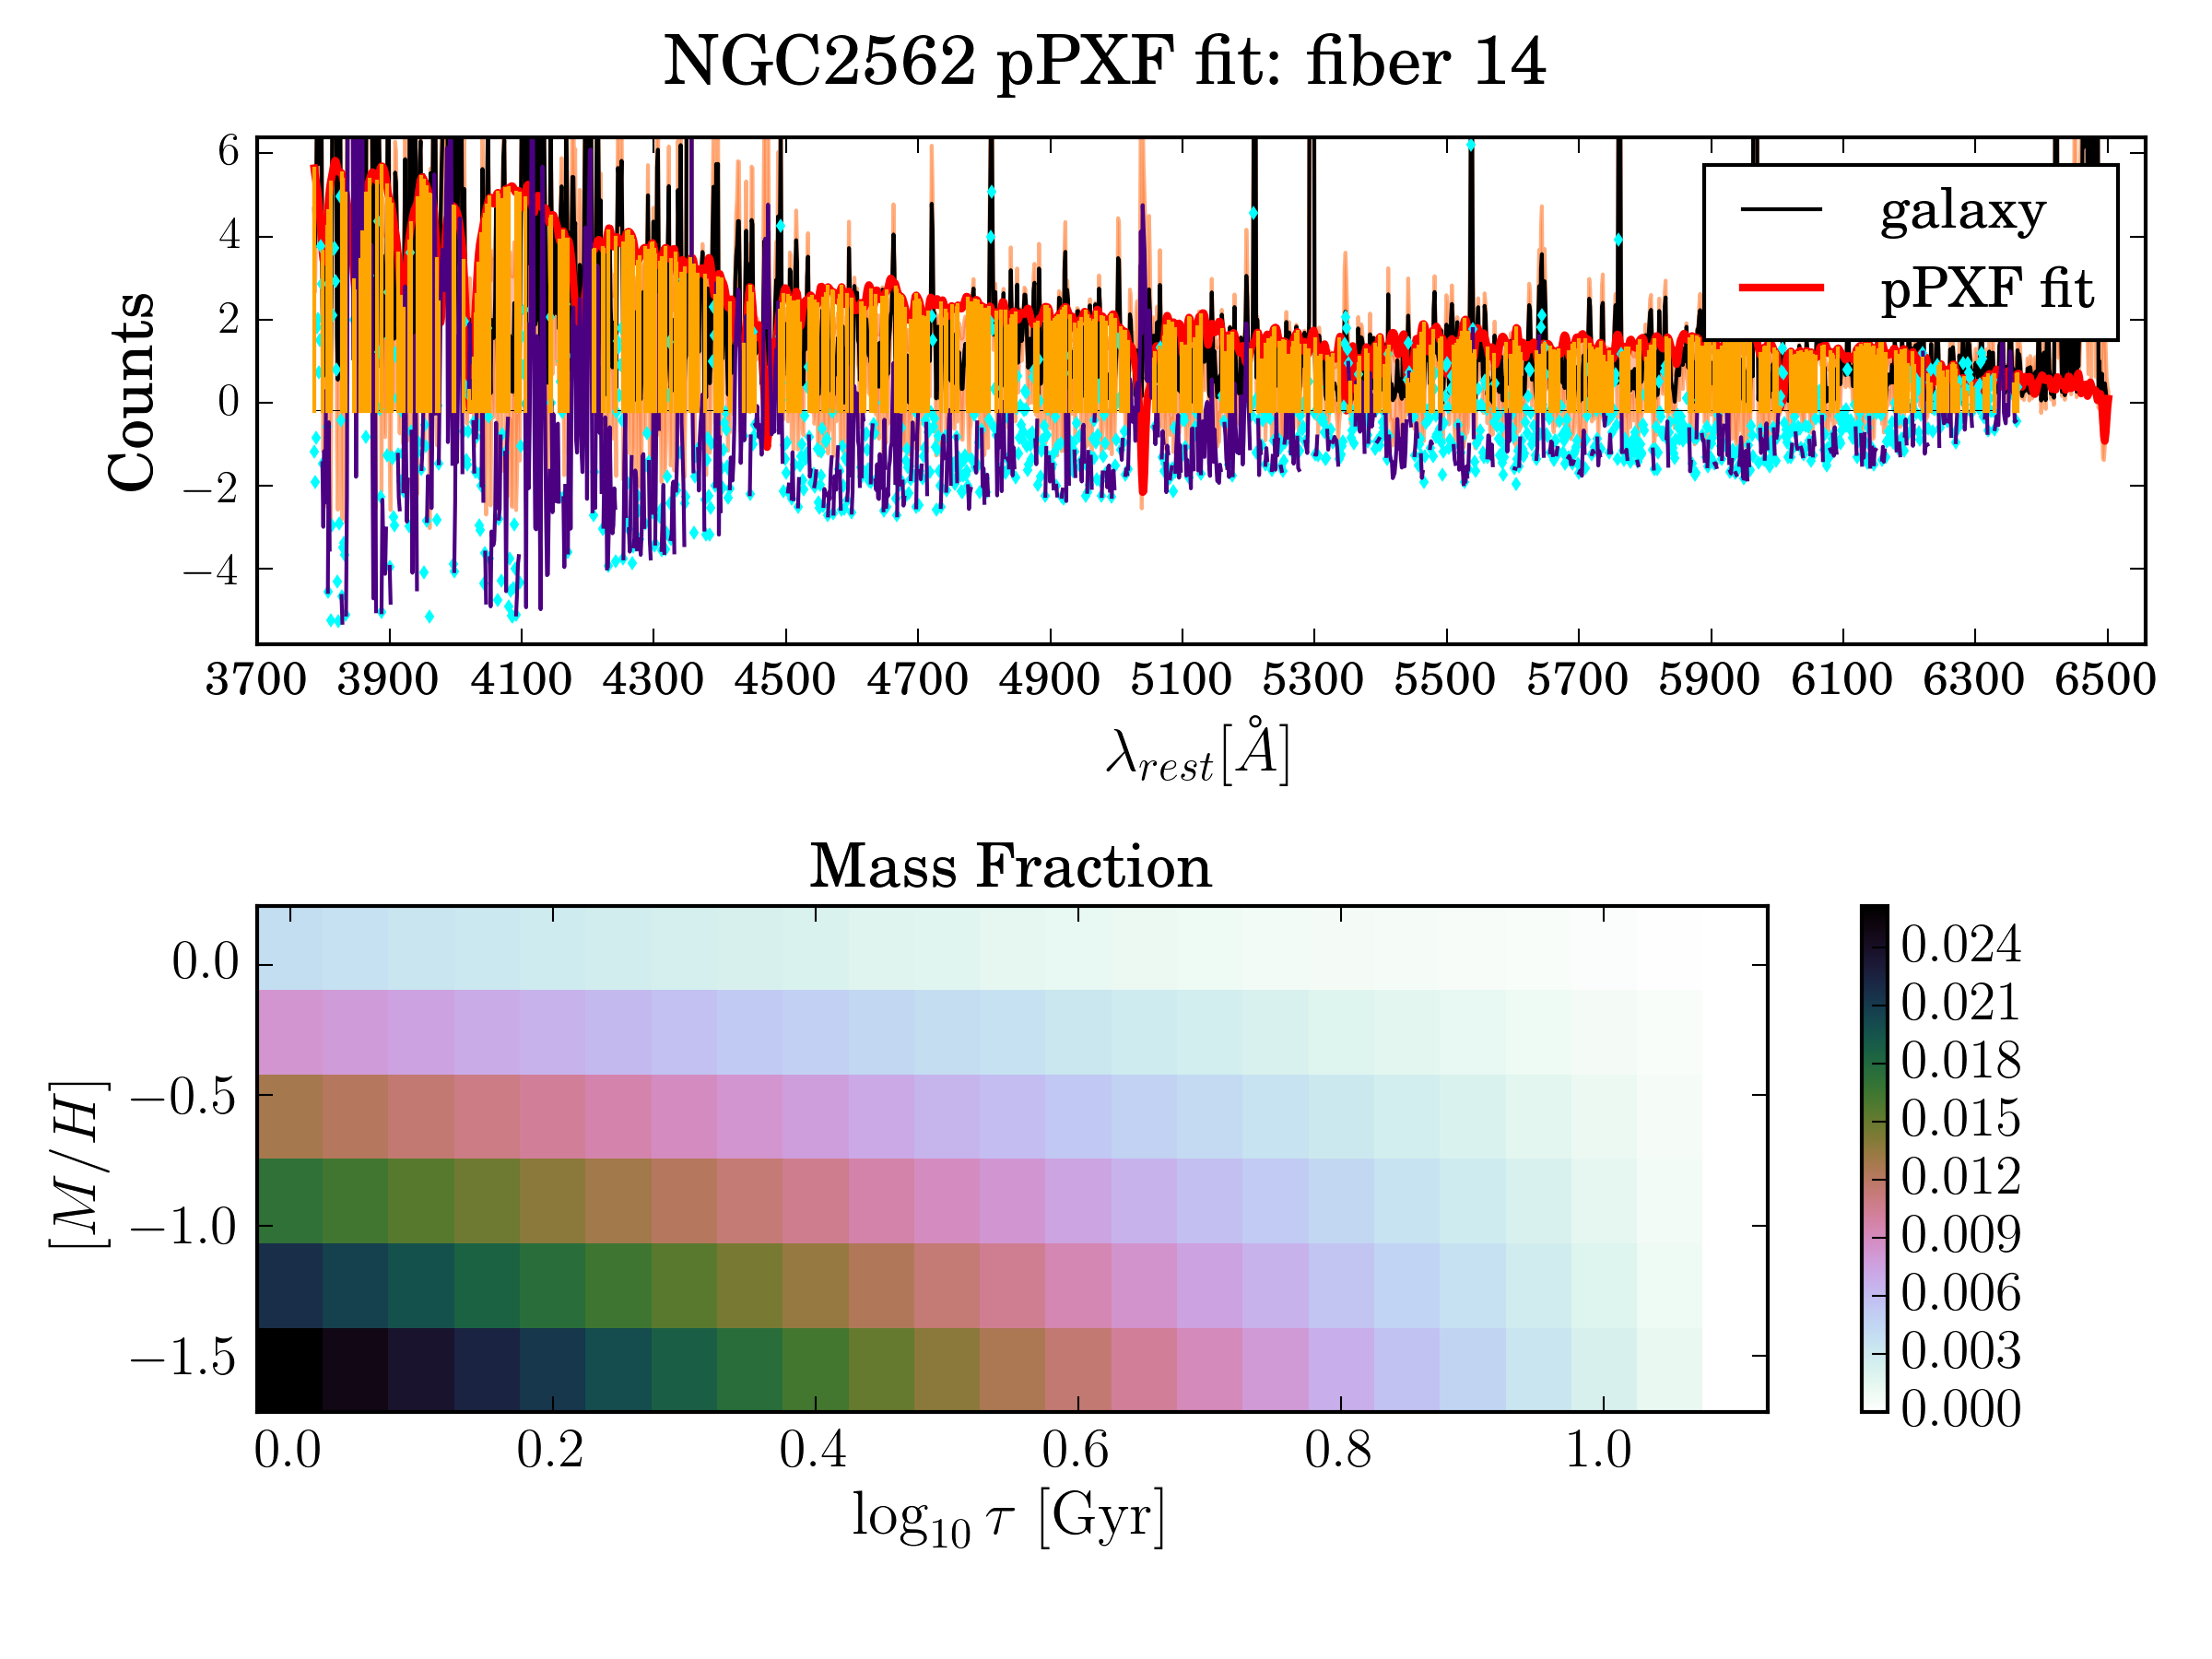 NGC2562 pPXF fit: fiber 14
6
4
2
0
−2
−4
Counts
galaxy
pPXF fit
3700 3900 4100 4300 4500 4700 4900 5100 5300 5500 5700 5900 6100 6300 6500
λrest[Å]
Mass Fraction
0.0
−0.5
−1.0
−1.5
[M/H]
0.024
0.021
0.018
0.015
0.012
0.009
0.006
0.003
0.000
0.0 0.2 0.4 0.6 0.8 1.0
log10 τ [Gyr]